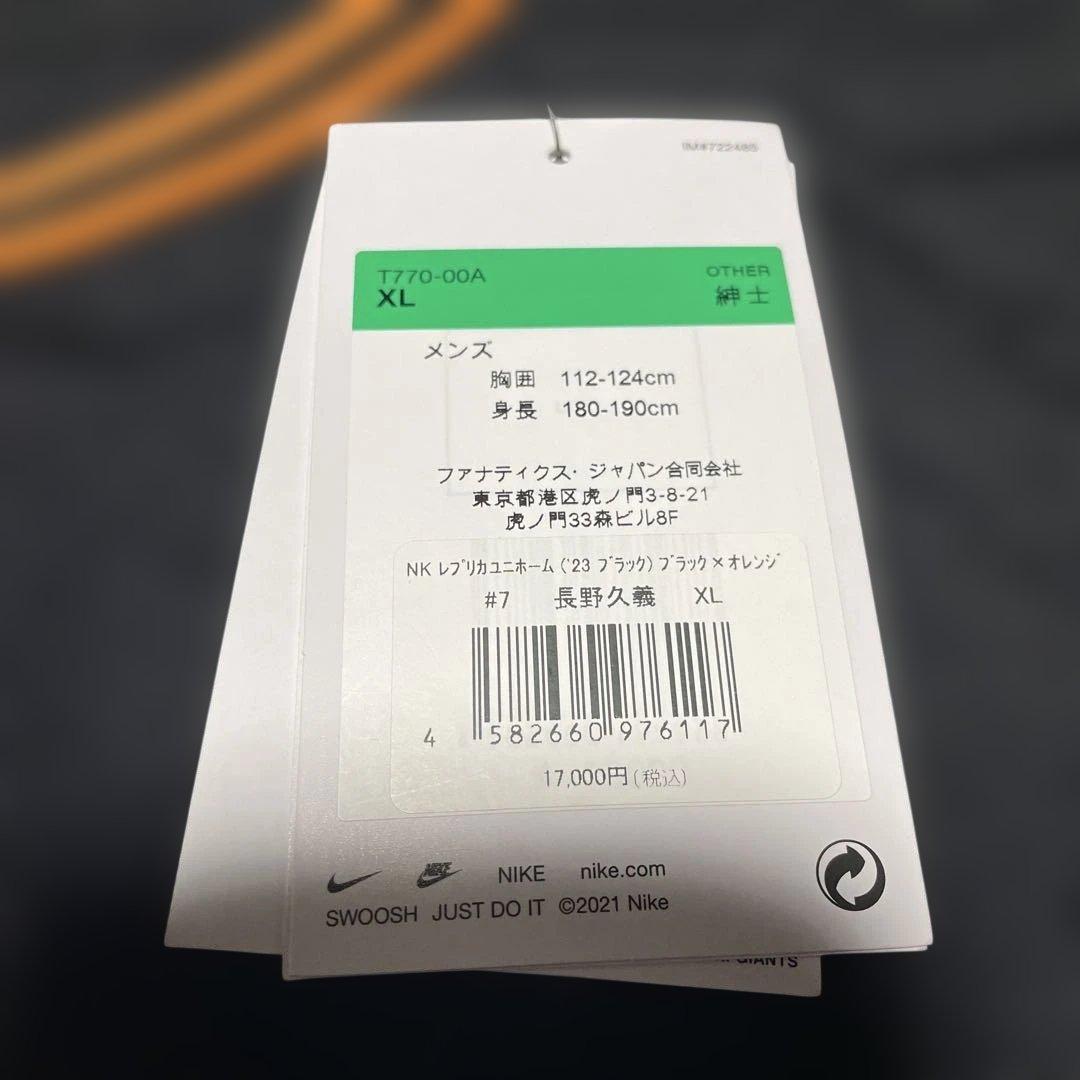 IM#722485
T770-00A OTHER
XL 紳士
メンズ
胸囲 112-124cm
身長 180-190cm
ファナティクス・ジャパン合同会社
東京都港区虎ノ門3-8-21
虎ノ門33森ビル8F
NK ﾚﾌﾟﾘｶﾕﾆﾎｰﾑ ('23 ﾌﾞﾗｯｸ) ﾌﾞﾗｯｸ×ｵﾚﾝｼﾞ
#7 長野久義 XL
4 582660 976117
17,000円(税込)
NIKE NIKE nike.com
SWOOSH JUST DO IT ©2021 Nike
GIANTS